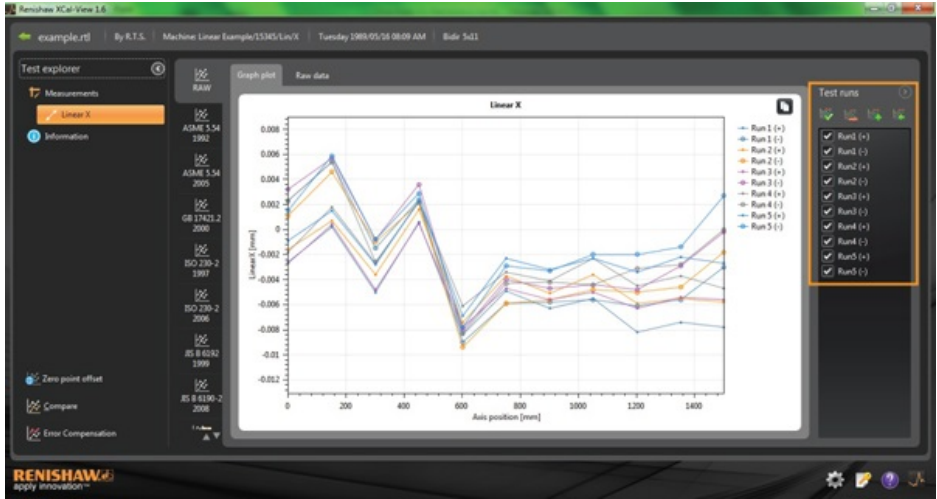 Renishaw XCal-View 1.6
example.rtl
By R.T.S.
Machine: Linear Example/15345/Lin/X
Tuesday 1989/05/16 08:09 AM
Bidir 5x11
Test explorer
Measurements
Linear X
Information
Zero point offset
Compare
Error Compensation
RAW
ASME 5.54
1992
ASME 5.54
2005
GB 17421.2
2000
ISO 230-2
1997
ISO 230-2
2006
JIS B 6192
1999
JIS B 6190-2
2008
Graph plot
Raw data
Linear X
0.008
0.006
0.004
0.002
0
-0.002
-0.004
-0.006
-0.008
-0.01
-0.012
LinearX [mm]
0
200
400
600
800
1000
1200
1400
Axis position [mm]
Run 1 (+)
Run 1 (-)
Run 2 (+)
Run 2 (-)
Run 3 (+)
Run 3 (-)
Run 4 (+)
Run 4 (-)
Run 5 (+)
Run 5 (-)
Test runs
Run1 (+)
Run1 (-)
Run2 (+)
Run2 (-)
Run3 (+)
Run3 (-)
Run4 (+)
Run4 (-)
Run5 (+)
Run5 (-)
RENISHAW
apply innovation™